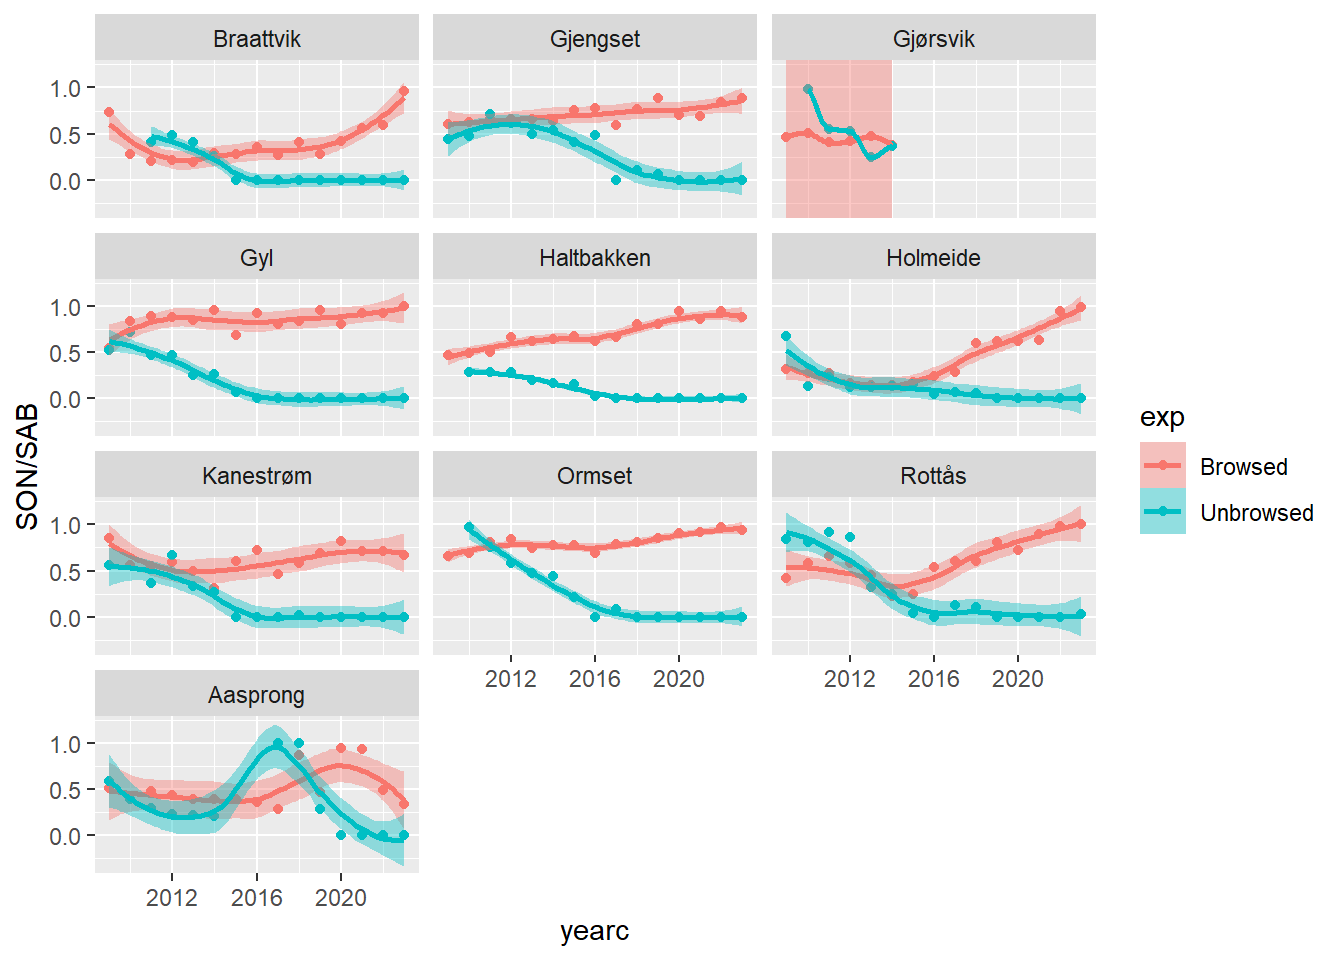 Braattvik
Gjengset
Gjørsvik
1.0
0.5
0.0
Gyl
Haltbakken
Holmeide
1.0
0.5
0.0
Kanestrøm
Ormset
Rottås
1.0
0.5
0.0
2012 2016 2020
2012 2016 2020
Aasprong
1.0
0.5
0.0
2012 2016 2020
yearc
SON/SAB
exp
Browsed
Unbrowsed